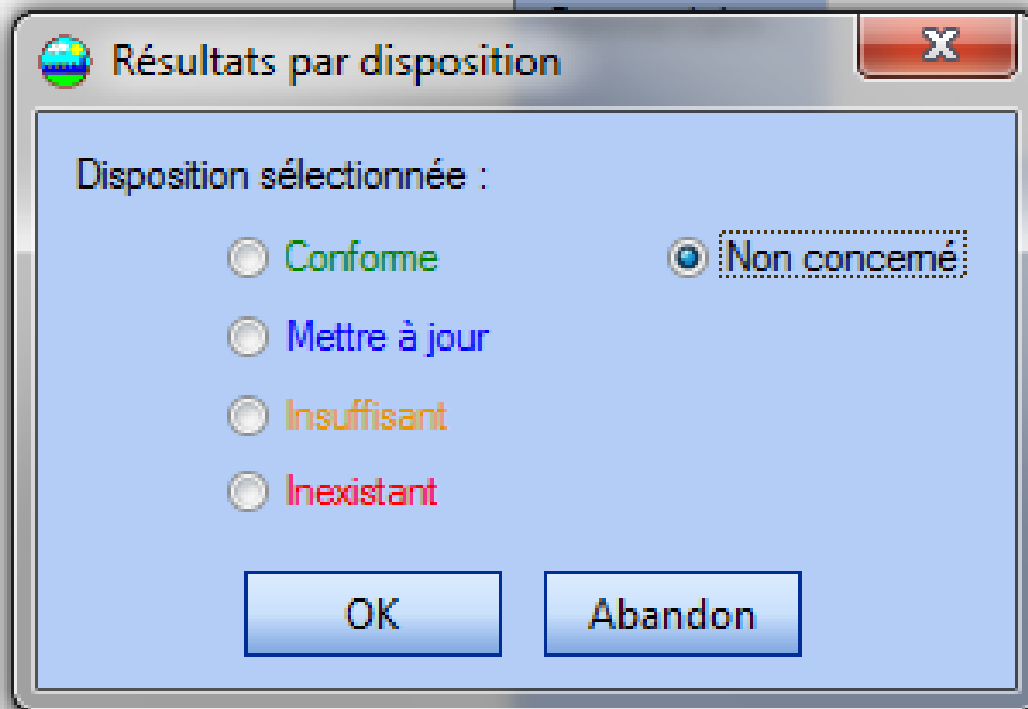 Résultats par disposition
Disposition sélectionnée :
Conforme
Non concerné
Mettre à jour
Insuffisant
Inexistant
OK
Abandon